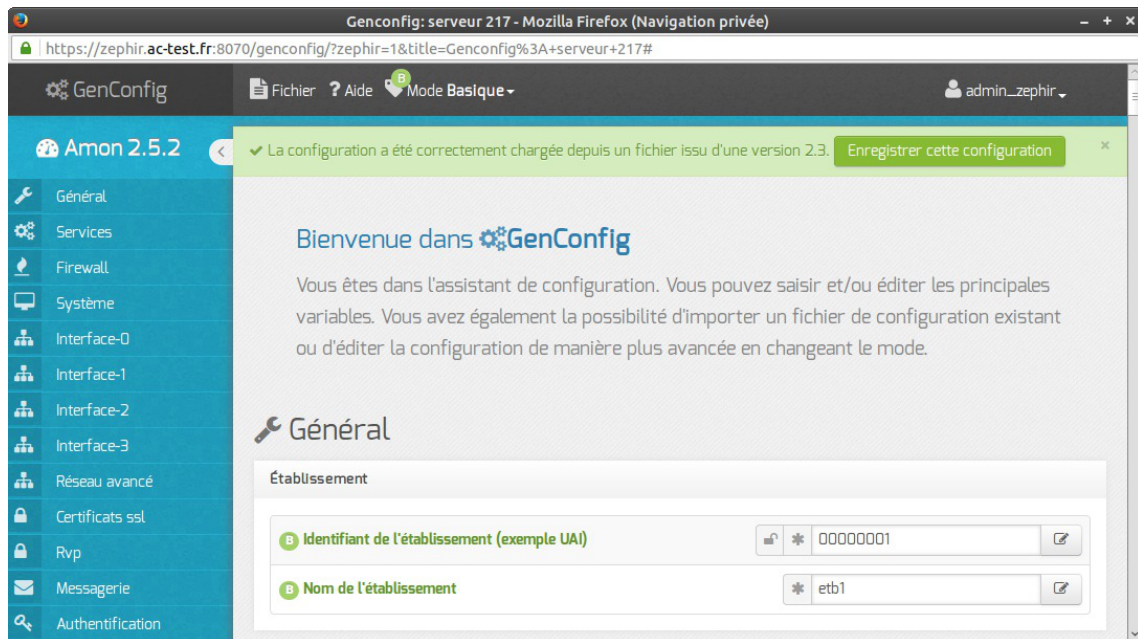 Genconfig: serveur 217 - Mozilla Firefox (Navigation privée)
https://zephir.ac-test.fr:8070/genconfig/?zephir=1&title=Genconfig%3A+serveur+217#
GenConfig
Fichier ? Aide B Mode Basique
admin_zephir
Amon 2.5.2
La configuration a été correctement chargée depuis un fichier issu d'une version 2.3. Enregistrer cette configuration ×
Général
Services
Firewall
Système
Interface-0
Interface-1
Interface-2
Interface-3
Réseau avancé
Certificats ssl
Rvp
Messagerie
Authentification
Bienvenue dans GenConfig
Vous êtes dans l'assistant de configuration. Vous pouvez saisir et/ou éditer les principales
variables. Vous avez également la possibilité d'importer un fichier de configuration existant
ou d'éditer la configuration de manière plus avancée en changeant le mode.
Général
Établissement
B Identifiant de l'établissement (exemple UAI) * 00000001
B Nom de l'établissement * etb1